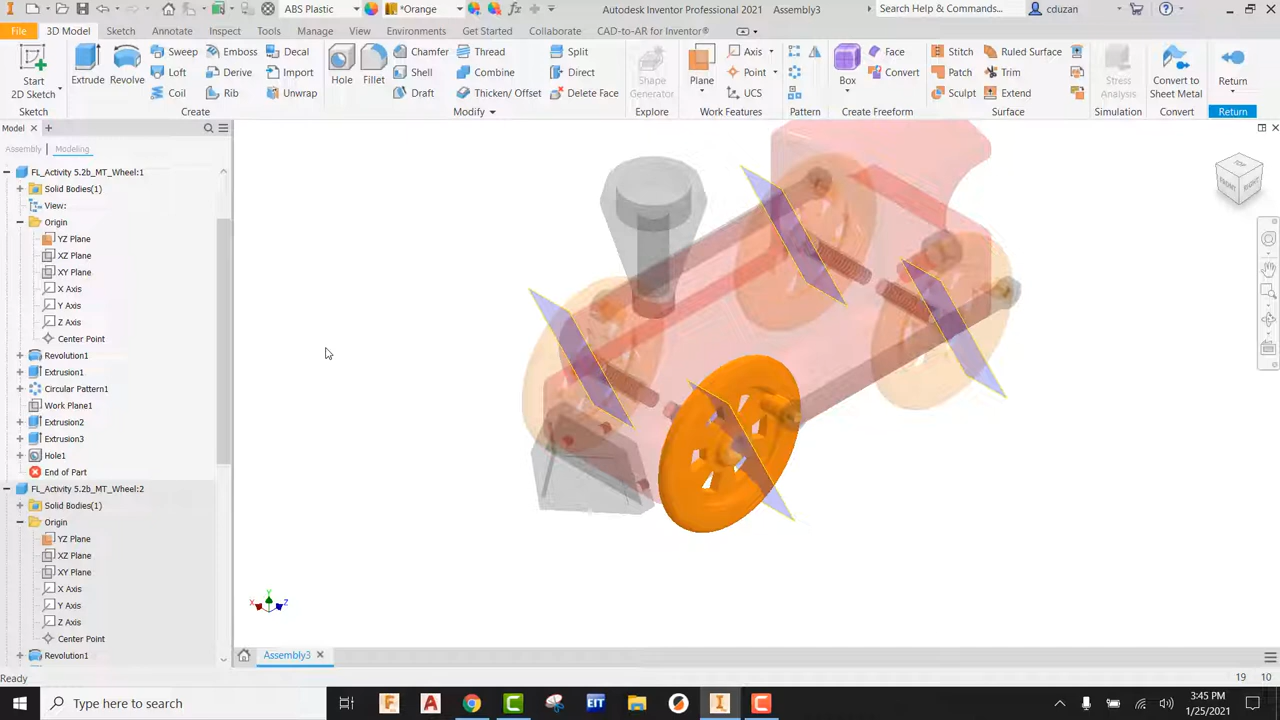 ABS Plastic
*Orange
fx
Autodesk Inventor Professional 2021 Assembly3
Search Help & Commands...
cduzan
File
3D Model
Sketch
Annotate
Inspect
Tools
Manage
View
Environments
Get Started
Collaborate
CAD-to-AR for Inventor®
Start
2D Sketch
Extrude
Revolve
Sweep
Emboss
Decal
Loft
Derive
Import
Coil
Rib
Unwrap
Hole
Fillet
Chamfer
Thread
Split
Shell
Combine
Direct
Draft
Thicken/ Offset
Delete Face
Shape
Generator
Plane
Axis
Point
UCS
Box
Face
Convert
Stitch
Ruled Surface
Patch
Trim
Sculpt
Extend
Stress
Analysis
Convert to
Sheet Metal
Return
Sketch
Create
Modify
Explore
Work Features
Pattern
Create Freeform
Surface
Simulation
Convert
Return
Model
Assembly
Modeling
FL_Activity 5.2b_MT_Wheel:1
Solid Bodies(1)
View:
Origin
YZ Plane
XZ Plane
XY Plane
X Axis
Y Axis
Z Axis
Center Point
Revolution1
Extrusion1
Circular Pattern1
Work Plane1
Extrusion2
Extrusion3
Hole1
End of Part
FL_Activity 5.2b_MT_Wheel:2
Solid Bodies(1)
Origin
YZ Plane
XZ Plane
XY Plane
X Axis
Y Axis
Z Axis
Center Point
Revolution1
TOP
FRONT
RIGHT
X
Y
Z
Assembly3
Ready
19
10
Type here to search
EIT
3:45 PM
1/25/2021